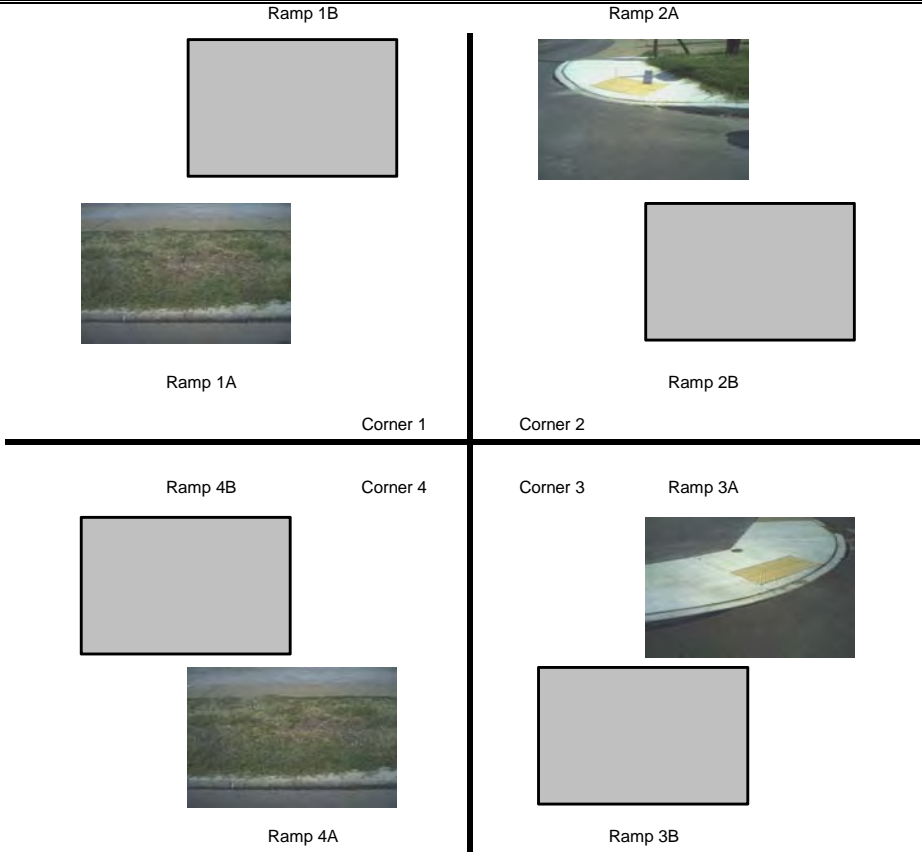 Ramp 1B Ramp 2A
Ramp 1A Ramp 2B
Corner 1 Corner 2
Ramp 4B Corner 4 Corner 3 Ramp 3A
Ramp 4A Ramp 3B